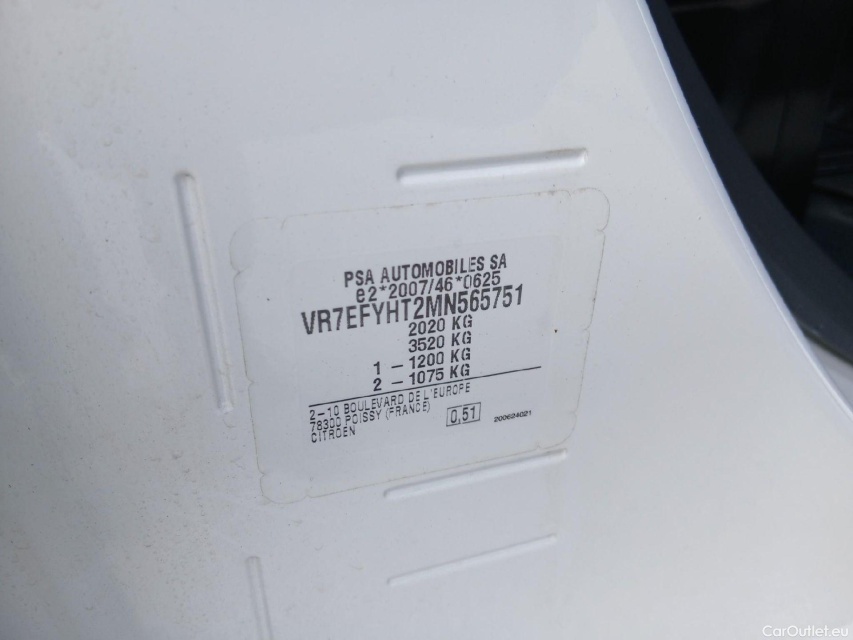 PSA AUTOMOBILES SA
e2*2007/46*0625
VR7EFYHT2MN565751
2020 KG
3520 KG
1 - 1200 KG
2 - 1075 KG
2-10 BOULEVARD DE L'EUROPE
78300 POISSY (FRANCE)
CITROEN
0,51
200624021
CarOutlet.eu